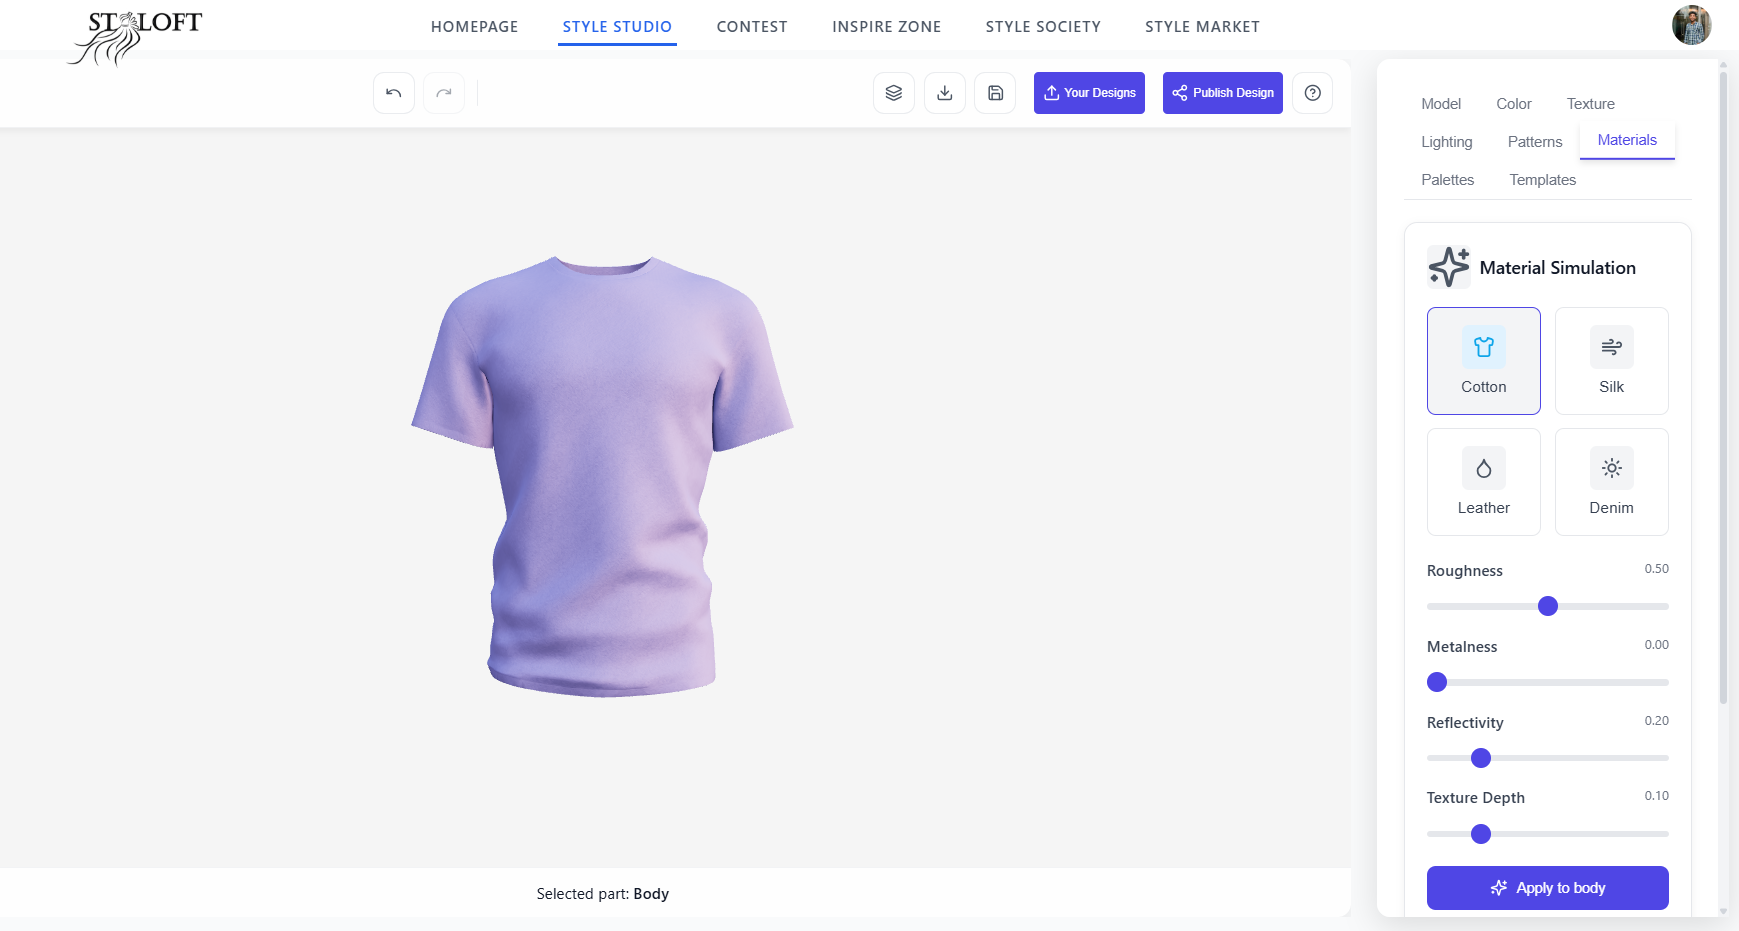 ST LOFT
HOMEPAGE
STYLE STUDIO
CONTEST
INSPIRE ZONE
STYLE SOCIETY
STYLE MARKET
Your Designs
Publish Design
Model
Color
Texture
Lighting
Patterns
Materials
Palettes
Templates
Material Simulation
Cotton
Silk
Leather
Denim
Roughness
0.50
Metalness
0.00
Reflectivity
0.20
Texture Depth
0.10
Apply to body
Selected part: Body